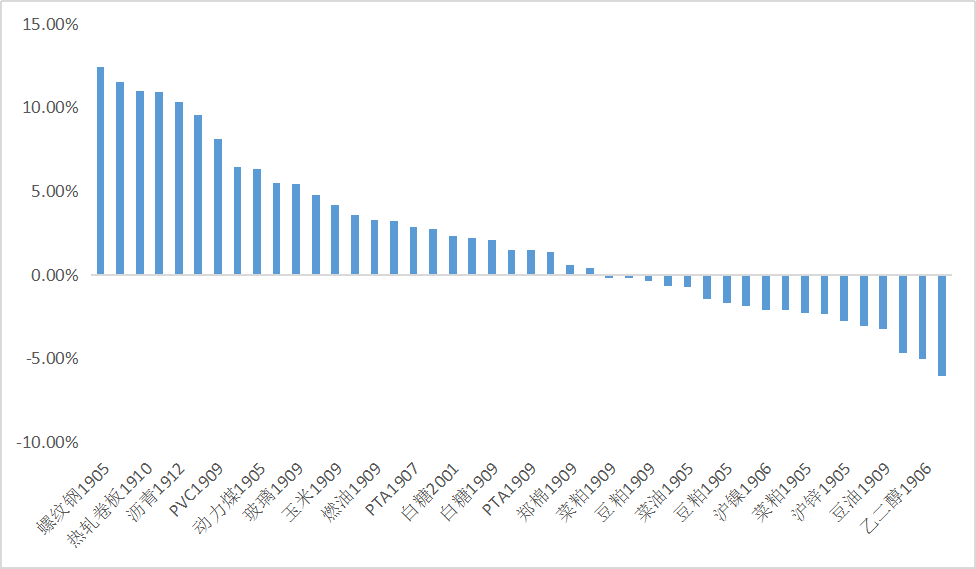 15.00%
10.00%
5.00%
0.00%
-5.00%
-10.00%
螺纹钢1905
热轧卷板1910
沥青1912
PVC1909
动力煤1905
玻璃1909
玉米1909
燃油1909
PTA1907
白糖2001
白糖1909
PTA1909
郑棉1909
菜粕1909
豆粕1909
菜油1905
豆粕1905
沪镍1906
菜粕1905
沪锌1905
豆油1909
乙二醇1906